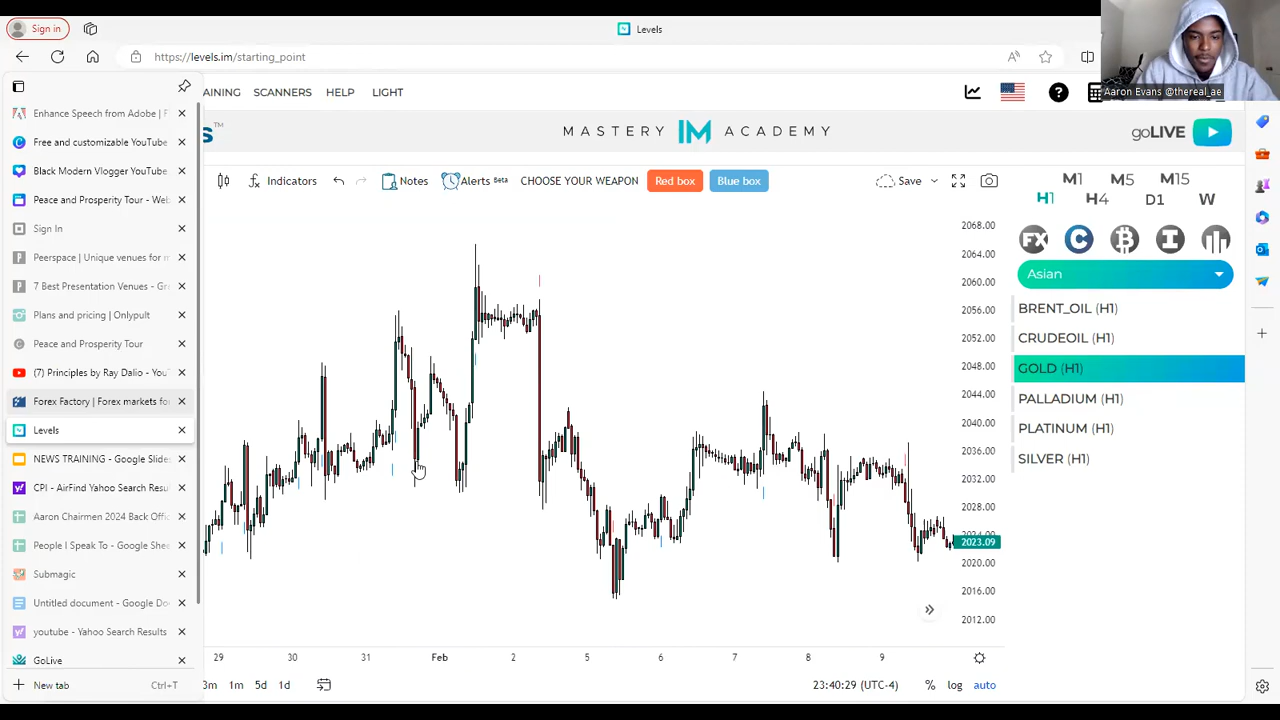 Sign in
Levels
https://levels.im/starting_point
Aaron Evans @thereal_ae
AINING SCANNERS HELP LIGHT
s™
MASTERY IM ACADEMY
goLIVE
Indicators Notes Alerts Beta CHOOSE YOUR WEAPON Red box Blue box Save
M1 M5 M15
H1 H4 D1 W
FX C B I
Asian
BRENT_OIL (H1)
CRUDEOIL (H1)
GOLD (H1)
PALLADIUM (H1)
PLATINUM (H1)
SILVER (H1)
Enhance Speech from Adobe | F
Free and customizable YouTube
Black Modern Vlogger YouTube
Peace and Prosperity Tour - Web
Sign In
Peerspace | Unique venues for m
7 Best Presentation Venues - Gr
Plans and pricing | Onlypult
Peace and Prosperity Tour
(7) Principles by Ray Dalio - You
Forex Factory | Forex markets fo
Levels
NEWS TRAINING - Google Slides
CPI - AirFind Yahoo Search Resu
Aaron Chairmen 2024 Back Offi
People I Speak To - Google Shee
Submagic
Untitled document - Google Do
youtube - Yahoo Search Results
GoLive
New tab Ctrl+T
2068.00
2064.00
2060.00
2056.00
2052.00
2048.00
2044.00
2040.00
2036.00
2032.00
2028.00
2024.00
2023.09
2020.00
2016.00
2012.00
29 30 31 Feb 2 5 6 7 8 9
3m 1m 5d 1d
23:40:29 (UTC-4) % log auto